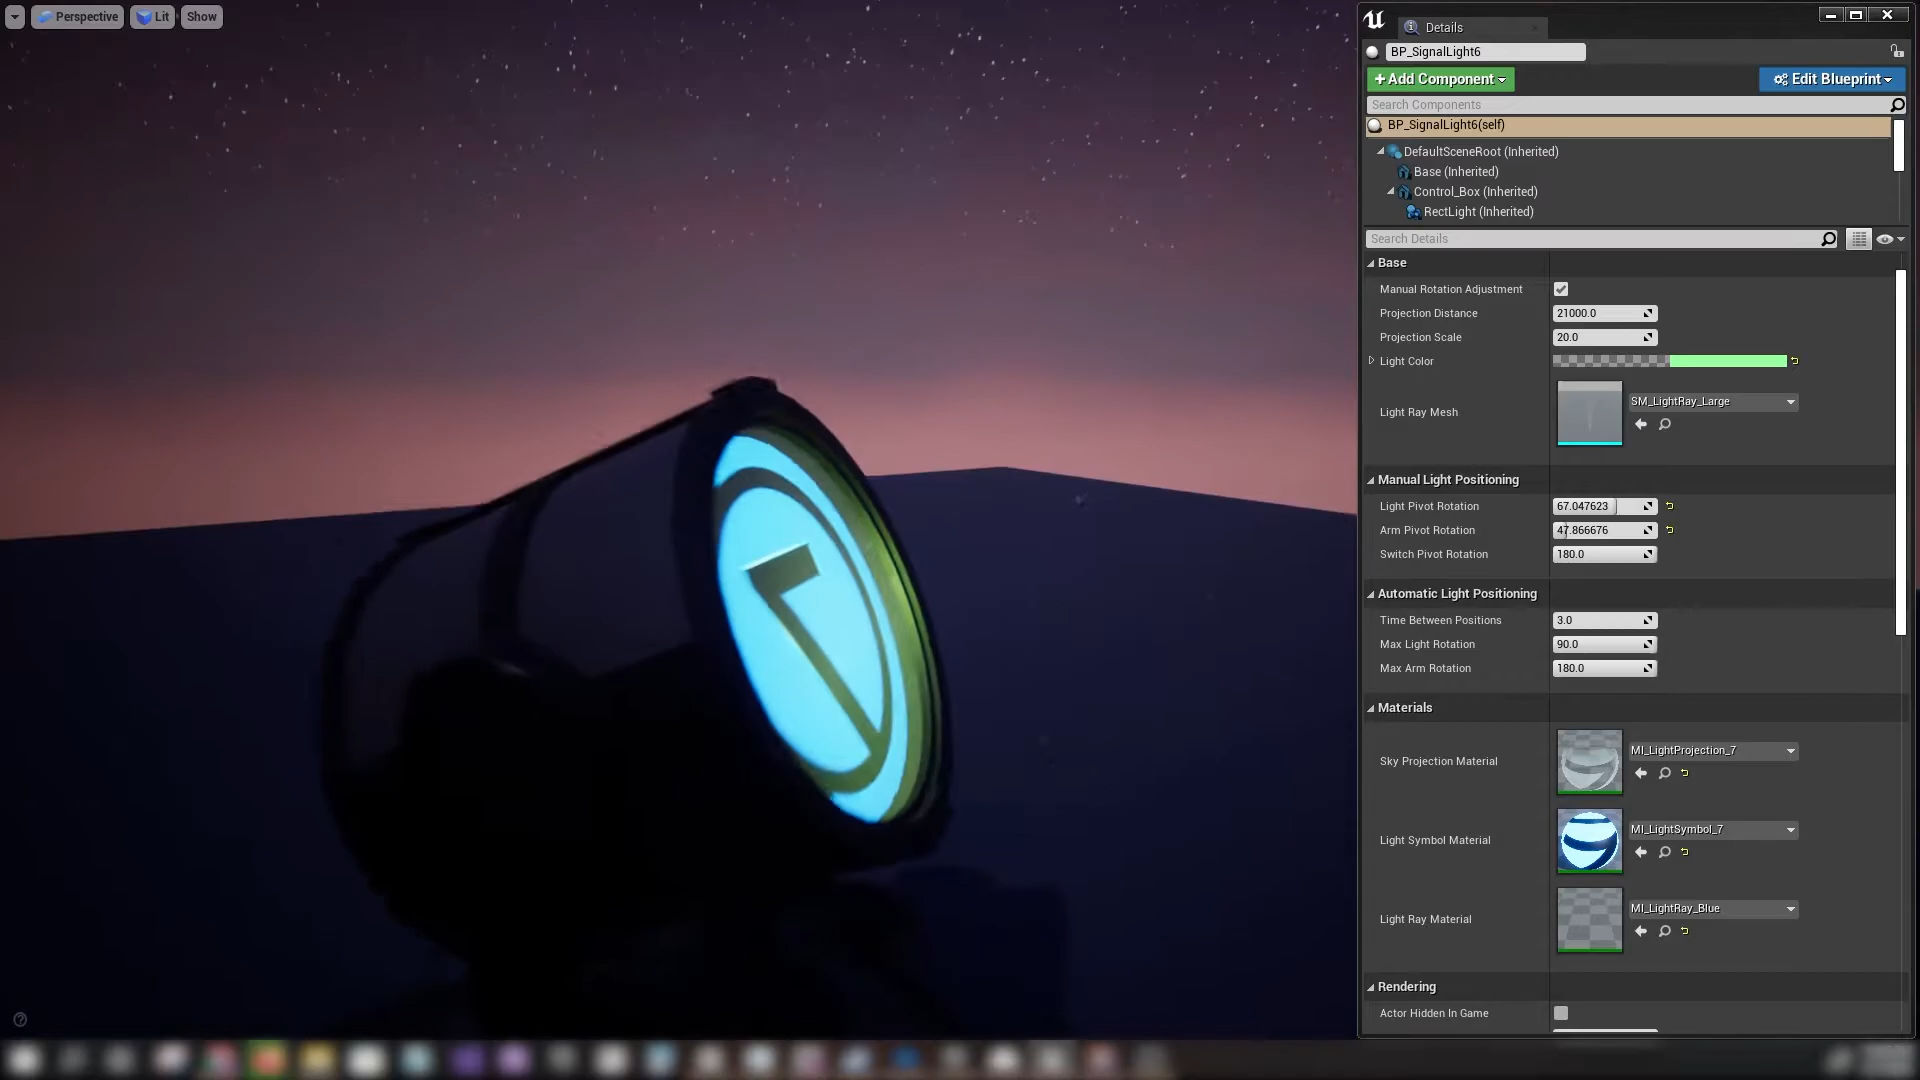 Perspective
Lit
Show
Details
BP_SignalLight6
+Add Component
Edit Blueprint
Search Components
BP_SignalLight6(self)
DefaultSceneRoot (Inherited)
Base (Inherited)
Control_Box (Inherited)
RectLight (Inherited)
Search Details
Base
Manual Rotation Adjustment
Projection Distance 21000.0
Projection Scale 20.0
Light Color
Light Ray Mesh SM_LightRay_Large
Manual Light Positioning
Light Pivot Rotation 67.047623
Arm Pivot Rotation 47.866676
Switch Pivot Rotation 180.0
Automatic Light Positioning
Time Between Positions 3.0
Max Light Rotation 90.0
Max Arm Rotation 180.0
Materials
Sky Projection Material MI_LightProjection_7
Light Symbol Material MI_LightSymbol_7
Light Ray Material MI_LightRay_Blue
Rendering
Actor Hidden In Game
7